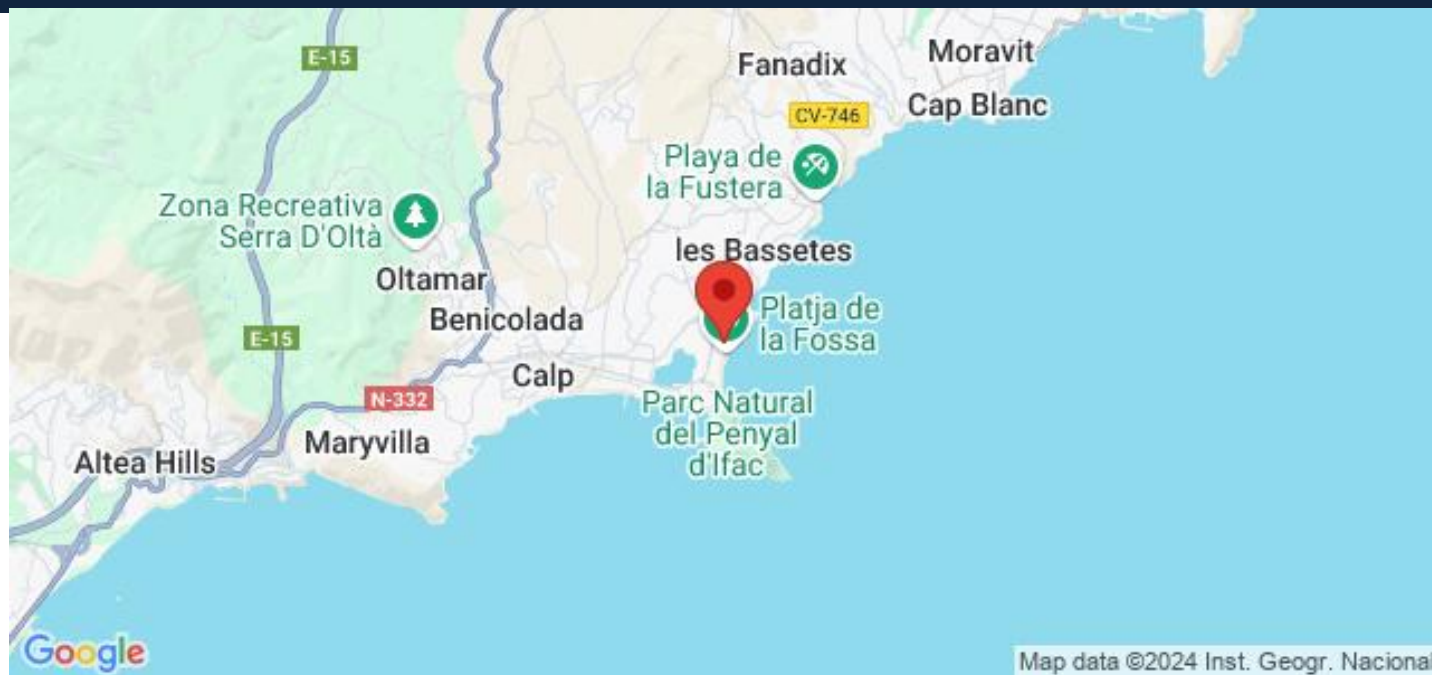 E-15
Fanadix
Moravit
Cap Blanc
CV-746
Playa de
la Fustera
Zona Recreativa
Serra D'Oltà
les Bassetes
Oltamar
Benicolada
Platja de
la Fossa
E-15
Calp
N-332
Parc Natural
del Penyal
d'Ifac
Maryvilla
Altea Hills
Google
Map data ©2024 Inst. Geogr. Nacional